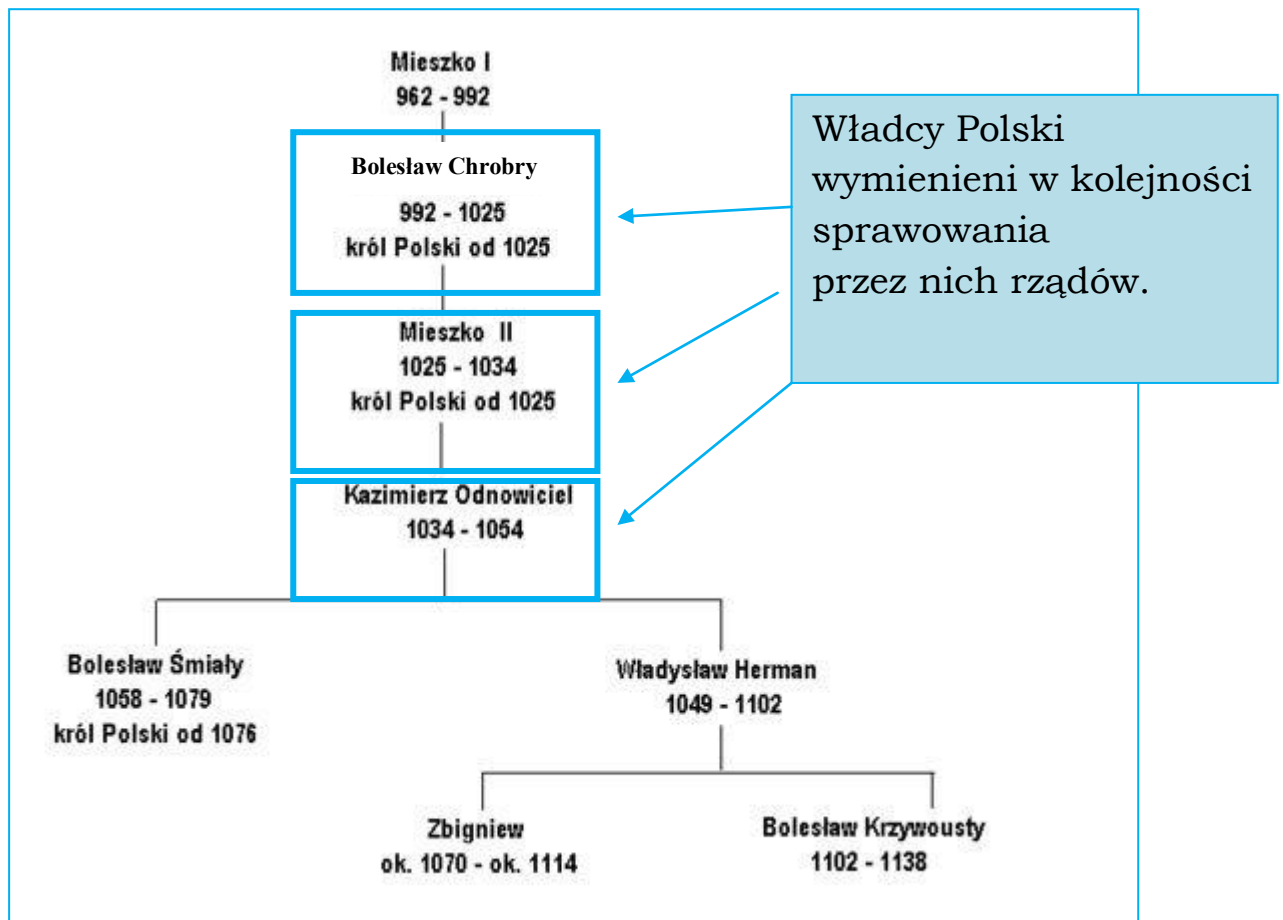 Mieszko I
962 - 992
Bolesław Chrobry
992 - 1025
król Polski od 1025
Mieszko II
1025 - 1034
król Polski od 1025
Kazimierz Odnowiciel
1034 - 1054
Bolesław Śmiały
1058 - 1079
król Polski od 1076
Władysław Herman
1049 - 1102
Zbigniew
ok. 1070 - ok. 1114
Bolesław Krzywousty
1102 - 1138
Władcy Polski
wymienieni w kolejności
sprawowania
przez nich rządów.